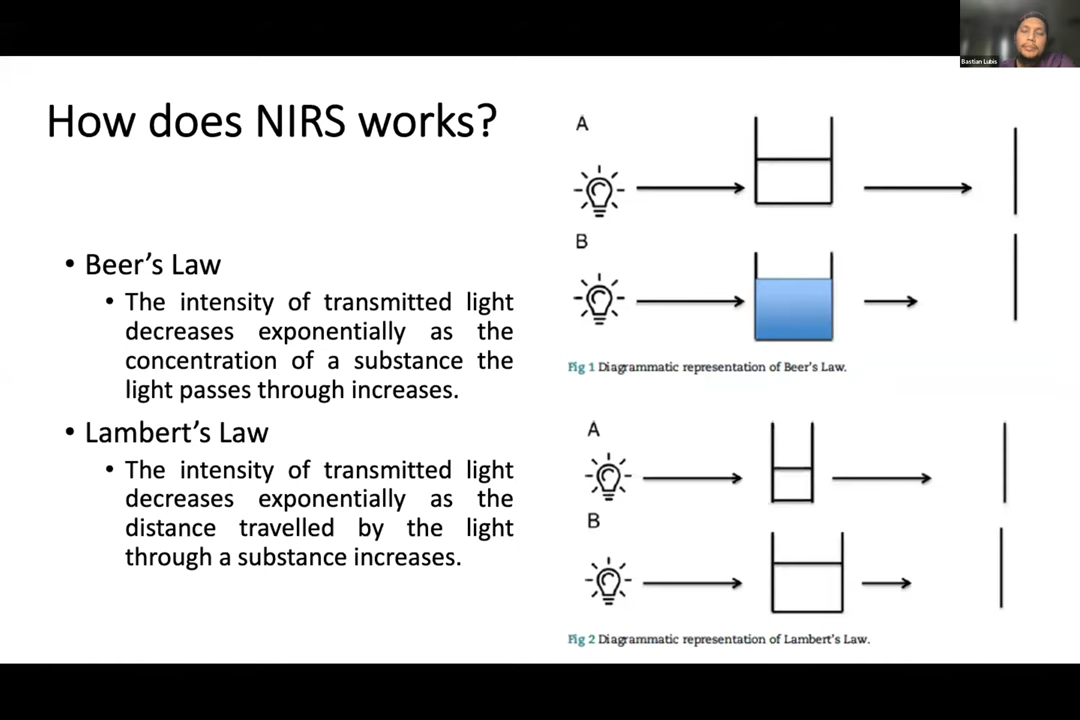 Bastian Lubis
How does NIRS works?
• Beer's Law
• The intensity of transmitted light
decreases exponentially as the
concentration of a substance the
light passes through increases.
• Lambert's Law
• The intensity of transmitted light
decreases exponentially as the
distance travelled by the light
through a substance increases.
A
B
Fig 1 Diagrammatic representation of Beer's Law.
A
B
Fig 2 Diagrammatic representation of Lambert's Law.